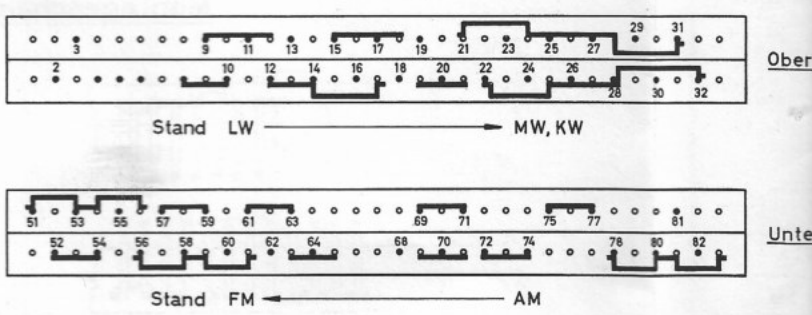 3 9 11 13 15 17 19 21 23 25 27 29 31
Ober
2 10 12 14 16 18 20 22 24 26 28 30 32
Stand LW MW, KW
51 53 55 57 59 61 63 69 71 75 77 81
Unte
52 54 56 58 60 62 64 68 70 72 74 78 80 82
Stand FM AM